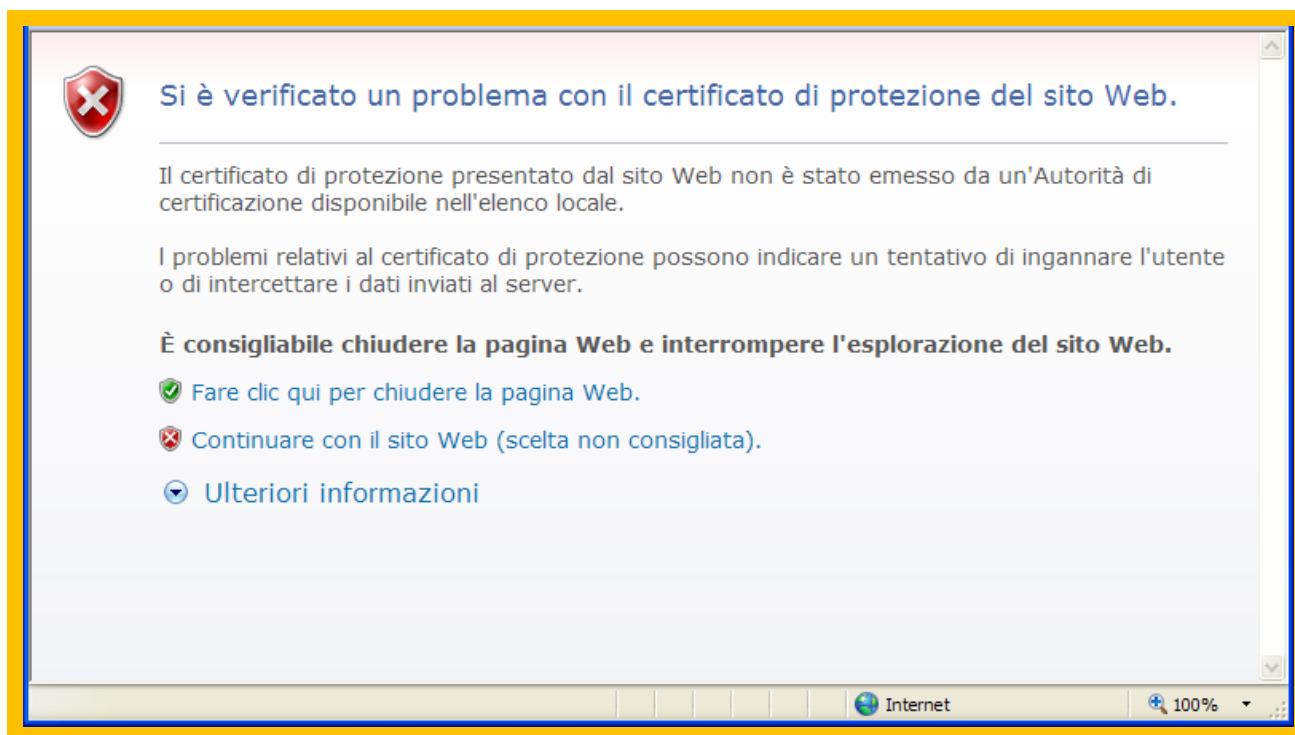 Si è verificato un problema con il certificato di protezione del sito Web.
Il certificato di protezione presentato dal sito Web non è stato emesso da un'Autorità di
certificazione disponibile nell'elenco locale.
I problemi relativi al certificato di protezione possono indicare un tentativo di ingannare l'utente
o di intercettare i dati inviati al server.
È consigliabile chiudere la pagina Web e interrompere l'esplorazione del sito Web.
Fare clic qui per chiudere la pagina Web.
Continuare con il sito Web (scelta non consigliata).
Ulteriori informazioni
Internet 100%